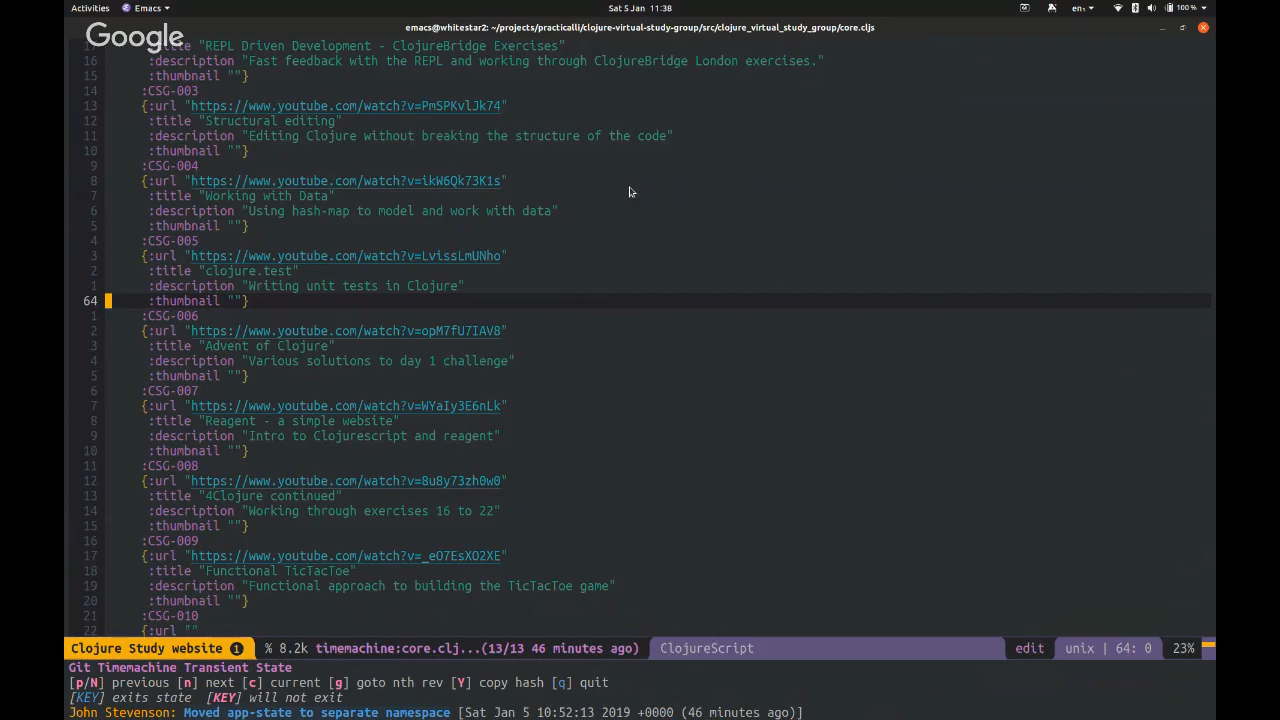 Activities Emacs ▾ Sat 5 Jan 11:38 en₁ ▾ 100 % ▾
Google
emacs@whitestar2: ~/projects/practicalli/clojure-virtual-study-group/src/clojure_virtual_study_group/core.cljs
17 :title "REPL Driven Development - ClojureBridge Exercises"
16 :description "Fast feedback with the REPL and working through ClojureBridge London exercises."
15 :thumbnail ""}
14 :CSG-003
13 {:url "https://www.youtube.com/watch?v=PmSPKvlJk74"
12 :title "Structural editing"
11 :description "Editing Clojure without breaking the structure of the code"
10 :thumbnail ""}
9 :CSG-004
8 {:url "https://www.youtube.com/watch?v=ikW6Qk73K1s"
7 :title "Working with Data"
6 :description "Using hash-map to model and work with data"
5 :thumbnail ""}
4 :CSG-005
3 {:url "https://www.youtube.com/watch?v=LvissLmUNho"
2 :title "clojure.test"
1 :description "Writing unit tests in Clojure"
64 :thumbnail ""}
1 :CSG-006
2 {:url "https://www.youtube.com/watch?v=opM7fU7IAV8"
3 :title "Advent of Clojure"
4 :description "Various solutions to day 1 challenge"
5 :thumbnail ""}
6 :CSG-007
7 {:url "https://www.youtube.com/watch?v=WYaIy3E6nLk"
8 :title "Reagent - a simple website"
9 :description "Intro to Clojurescript and reagent"
10 :thumbnail ""}
11 :CSG-008
12 {:url "https://www.youtube.com/watch?v=8u8y73zh0w0"
13 :title "4Clojure continued"
14 :description "Working through exercises 16 to 22"
15 :thumbnail ""}
16 :CSG-009
17 {:url "https://www.youtube.com/watch?v=_eO7EsXO2XE"
18 :title "Functional TicTacToe"
19 :description "Functional approach to building the TicTacToe game"
20 :thumbnail ""}
21 :CSG-010
22 {:url ""
Clojure Study website 1 % 8.2k timemachine:core.clj...(13/13 46 minutes ago) ClojureScript edit unix | 64: 0 23%
Git Timemachine Transient State
[p/N] previous [n] next [c] current [g] goto nth rev [Y] copy hash [q] quit
[KEY] exits state [KEY] will not exit
John Stevenson: Moved app-state to separate namespace [Sat Jan 5 10:52:13 2019 +0000 (46 minutes ago)]